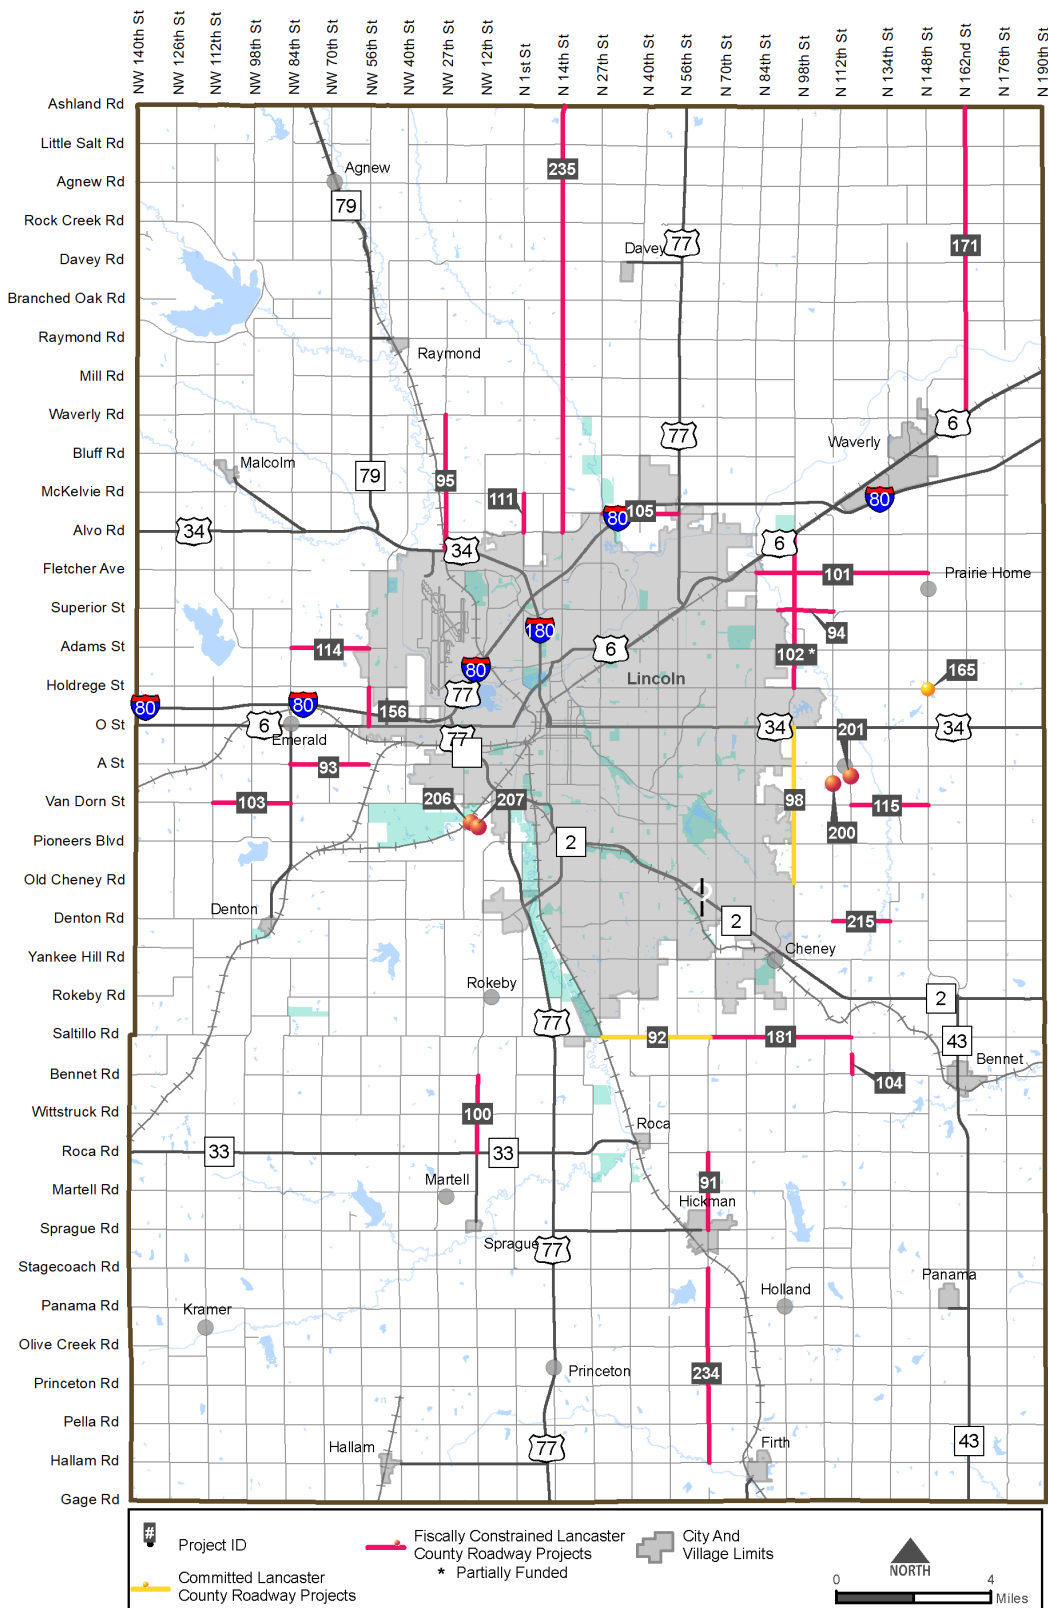 NW 140th St
NW 126th St
NW 112th St
NW 98th St
NW 84th St
NW 70th St
NW 56th St
NW 40th St
NW 27th St
NW 12th St
N 1st St
N 14th St
N 27th St
N 40th St
N 56th St
N 70th St
N 84th St
N 98th St
N 112th St
N 134th St
N 148th St
N 162nd St
N 176th St
N 190th St
Ashland Rd
Little Salt Rd
Agnew Rd
Rock Creek Rd
Davey Rd
Branched Oak Rd
Raymond Rd
Mill Rd
Waverly Rd
Bluff Rd
McKelvie Rd
Alvo Rd
Fletcher Ave
Superior St
Adams St
Holdrege St
O St
A St
Van Dorn St
Pioneers Blvd
Old Cheney Rd
Denton Rd
Yankee Hill Rd
Rokeby Rd
Saltillo Rd
Bennet Rd
Wittstruck Rd
Roca Rd
Martell Rd
Sprague Rd
Stagecoach Rd
Panama Rd
Olive Creek Rd
Princeton Rd
Pella Rd
Hallam Rd
Gage Rd
Agnew
235
79
77
Davey
171
Raymond
6
77
Waverly
Malcolm
79
95
111
80
105
80
34
34
6
101
Prairie Home
180
94
114
6
102 *
80
Lincoln
165
77
80
80
156
6
34
34
201
Emerald
77
93
206
207
98
103
115
200
2
Denton
2
215
Cheney
Rokeby
2
77
92
181
43
Bennet
104
100
Roca
33
33
Martell
91
Hickman
Sprague
77
Panama
Holland
Kramer
Princeton
234
Hallam
77
Firth
43
#
Project ID
Committed Lancaster
County Roadway Projects
Fiscally Constrained Lancaster
County Roadway Projects
* Partially Funded
City And
Village Limits
NORTH
0
4
Miles